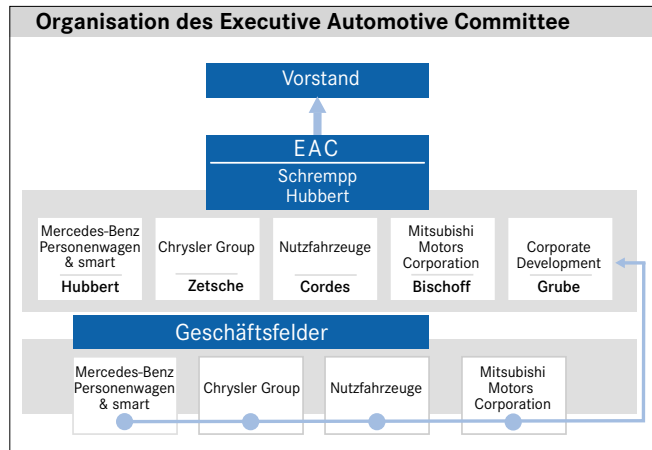 Organisation des Executive Automotive Committee
Vorstand
EAC
Schrempp
Hubbert
Mercedes-Benz
Personenwagen
& smart
Hubbert
Chrysler Group
Zetsche
Nutzfahrzeuge
Cordes
Mitsubishi
Motors
Corporation
Bischoff
Corporate
Development
Grube
Geschäftsfelder
Mercedes-Benz
Personenwagen
& smart
Chrysler Group
Nutzfahrzeuge
Mitsubishi
Motors
Corporation